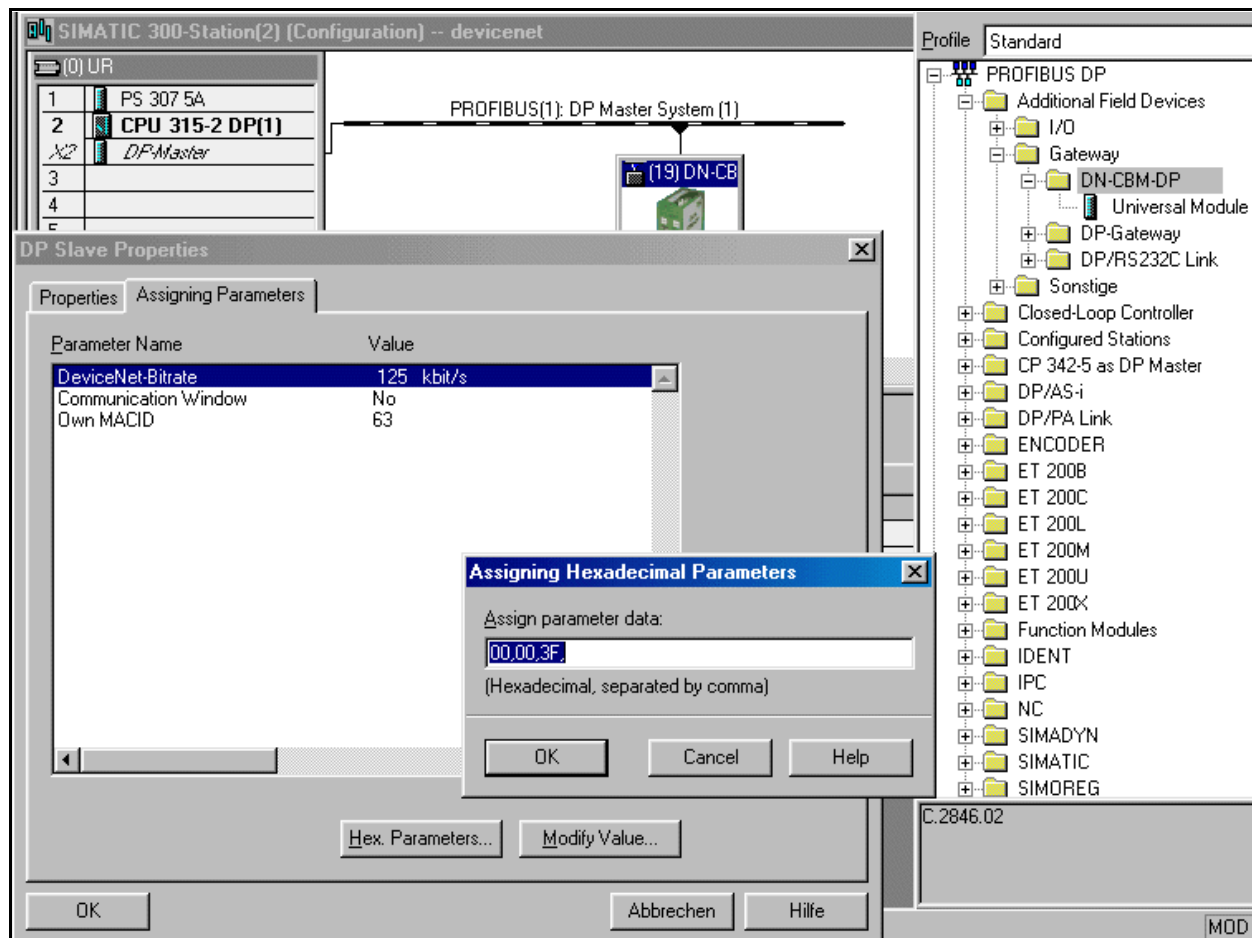 SIMATIC 300-Station(2) (Configuration) -- devicenet
(0) UR
1 PS 307 5A
2 CPU 315-2 DP(1)
X2 DP-Master
3
4
PROFIBUS(1): DP Master System (1)
(19) DN-CB
DP Slave Properties
Properties
Assigning Parameters
Parameter Name Value
DeviceNet-Bitrate 125 kbit/s
Communication Window No
Own MACID 63
Hex. Parameters...
Modify Value...
OK
Abbrechen
Hilfe
Assigning Hexadecimal Parameters
Assign parameter data:
00,00,3F,
(Hexadecimal, separated by comma)
OK
Cancel
Help
Profile Standard
PROFIBUS DP
Additional Field Devices
I/O
Gateway
DN-CBM-DP
Universal Module
DP-Gateway
DP/RS232C Link
Sonstige
Closed-Loop Controller
Configured Stations
CP 342-5 as DP Master
DP/AS-i
DP/PA Link
ENCODER
ET 200B
ET 200C
ET 200L
ET 200M
ET 200U
ET 200X
Function Modules
IDENT
IPC
NC
SIMADYN
SIMATIC
SIMOREG
C.2846.02
MOD